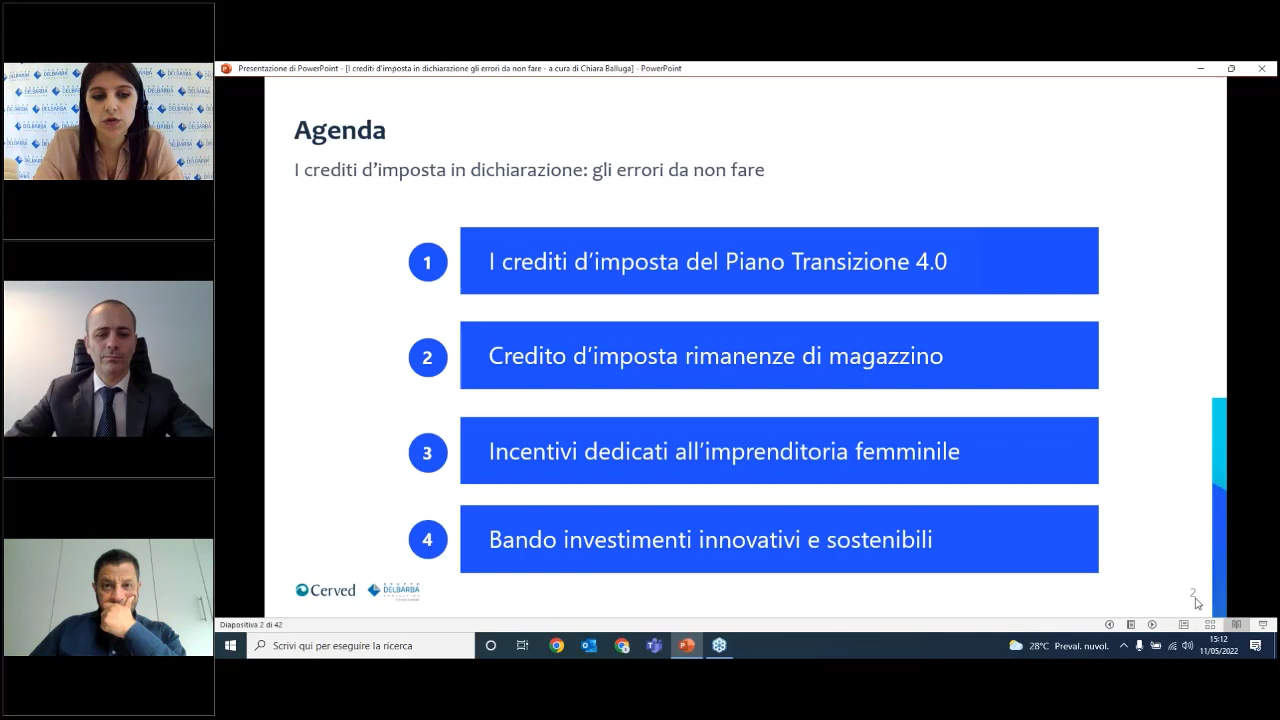 Presentazione di PowerPoint - [I crediti d'imposta in dichiarazione gli errori da non fare - a cura di Chiara Balluga] - PowerPoint
Agenda
I crediti d'imposta in dichiarazione: gli errori da non fare
1 I crediti d'imposta del Piano Transizione 4.0
2 Credito d'imposta rimanenze di magazzino
3 Incentivi dedicati all'imprenditoria femminile
4 Bando investimenti innovativi e sostenibili
Cerved
GRUPPO
DELBARBA
2
Diapositiva 2 di 42
Scrivi qui per eseguire la ricerca
28°C Preval. nuvol.
15:12
11/05/2022